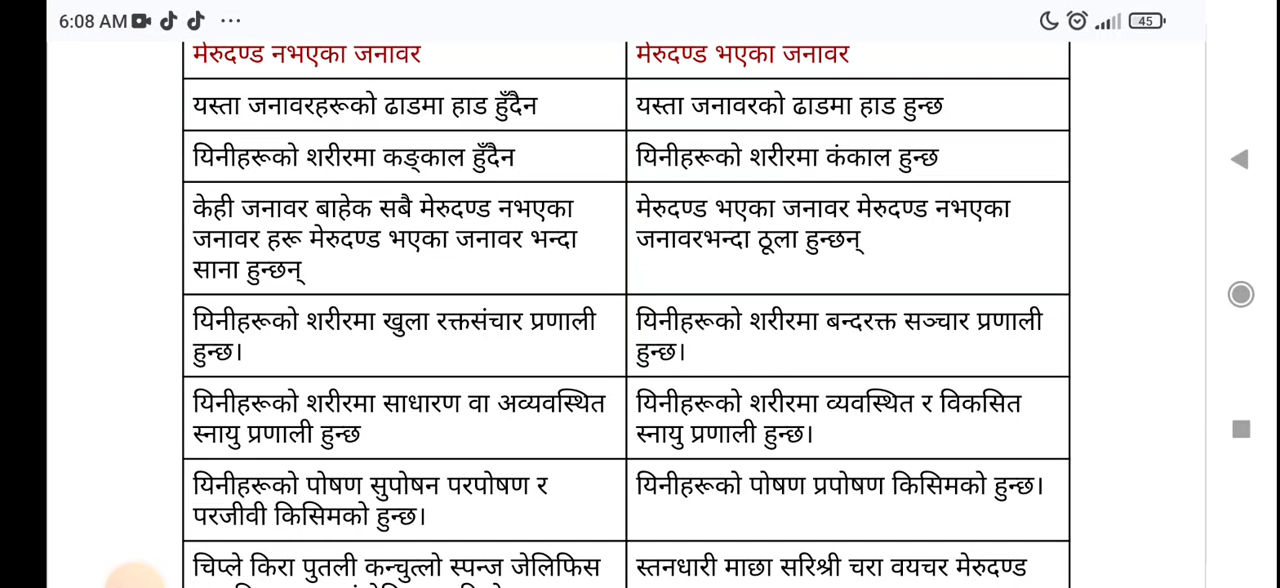 6:08 AM
45
मेरुदण्ड नभएका जनावर
मेरुदण्ड भएका जनावर
यस्ता जनावरहरूको ढाडमा हाड हुँदैन
यस्ता जनावरको ढाडमा हाड हुन्छ
यिनीहरूको शरीरमा कङ्काल हुँदैन
यिनीहरूको शरीरमा कंकाल हुन्छ
केही जनावर बाहेक सबै मेरुदण्ड नभएका
जनावर हरू मेरुदण्ड भएका जनावर भन्दा
साना हुन्छन्
मेरुदण्ड भएका जनावर मेरुदण्ड नभएका
जनावरभन्दा ठूला हुन्छन्
यिनीहरूको शरीरमा खुला रक्तसंचार प्रणाली
हुन्छ।
यिनीहरूको शरीरमा बन्दरक्त सञ्चार प्रणाली
हुन्छ।
यिनीहरूको शरीरमा साधारण वा अव्यवस्थित
स्नायु प्रणाली हुन्छ
यिनीहरूको शरीरमा व्यवस्थित र विकसित
स्नायु प्रणाली हुन्छ।
यिनीहरूको पोषण सुपोषन परपोषण र
परजीवी किसिमको हुन्छ।
यिनीहरूको पोषण प्रपोषण किसिमको हुन्छ।
चिप्ले किरा पुतली कन्चुत्लो स्पन्ज जेलिफिस
स्तनधारी माछा सरिश्री चरा वयचर मेरुदण्ड